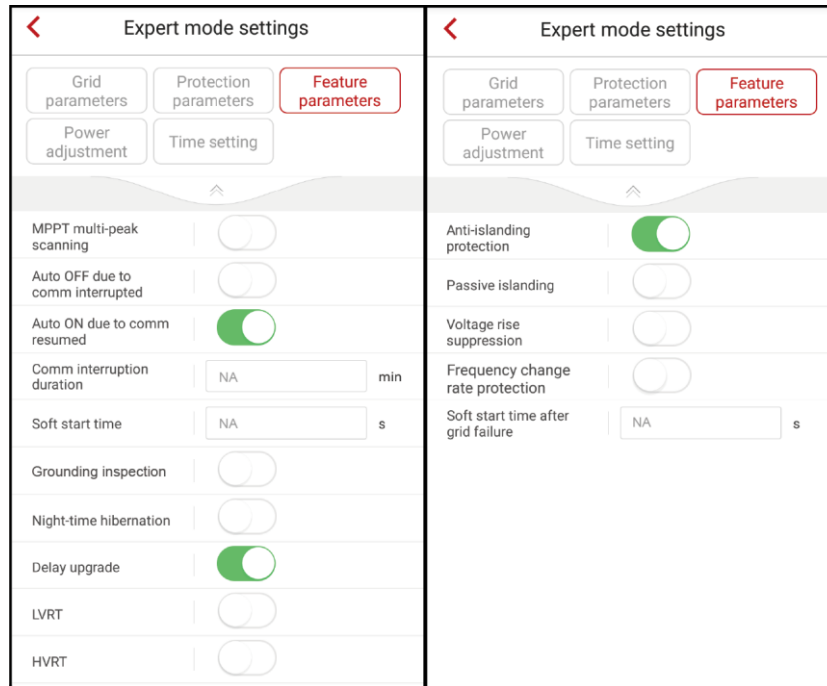 Expert mode settings
Grid
parameters
Protection
parameters
Feature
parameters
Power
adjustment
Time setting
MPPT multi-peak
scanning
Auto OFF due to
comm interrupted
Auto ON due to comm
resumed
Comm interruption
duration
NA
min
Soft start time
NA
s
Grounding inspection
Night-time hibernation
Delay upgrade
LVRT
HVRT
Expert mode settings
Grid
parameters
Protection
parameters
Feature
parameters
Power
adjustment
Time setting
Anti-islanding
protection
Passive islanding
Voltage rise
suppression
Frequency change
rate protection
Soft start time after
grid failure
NA
s